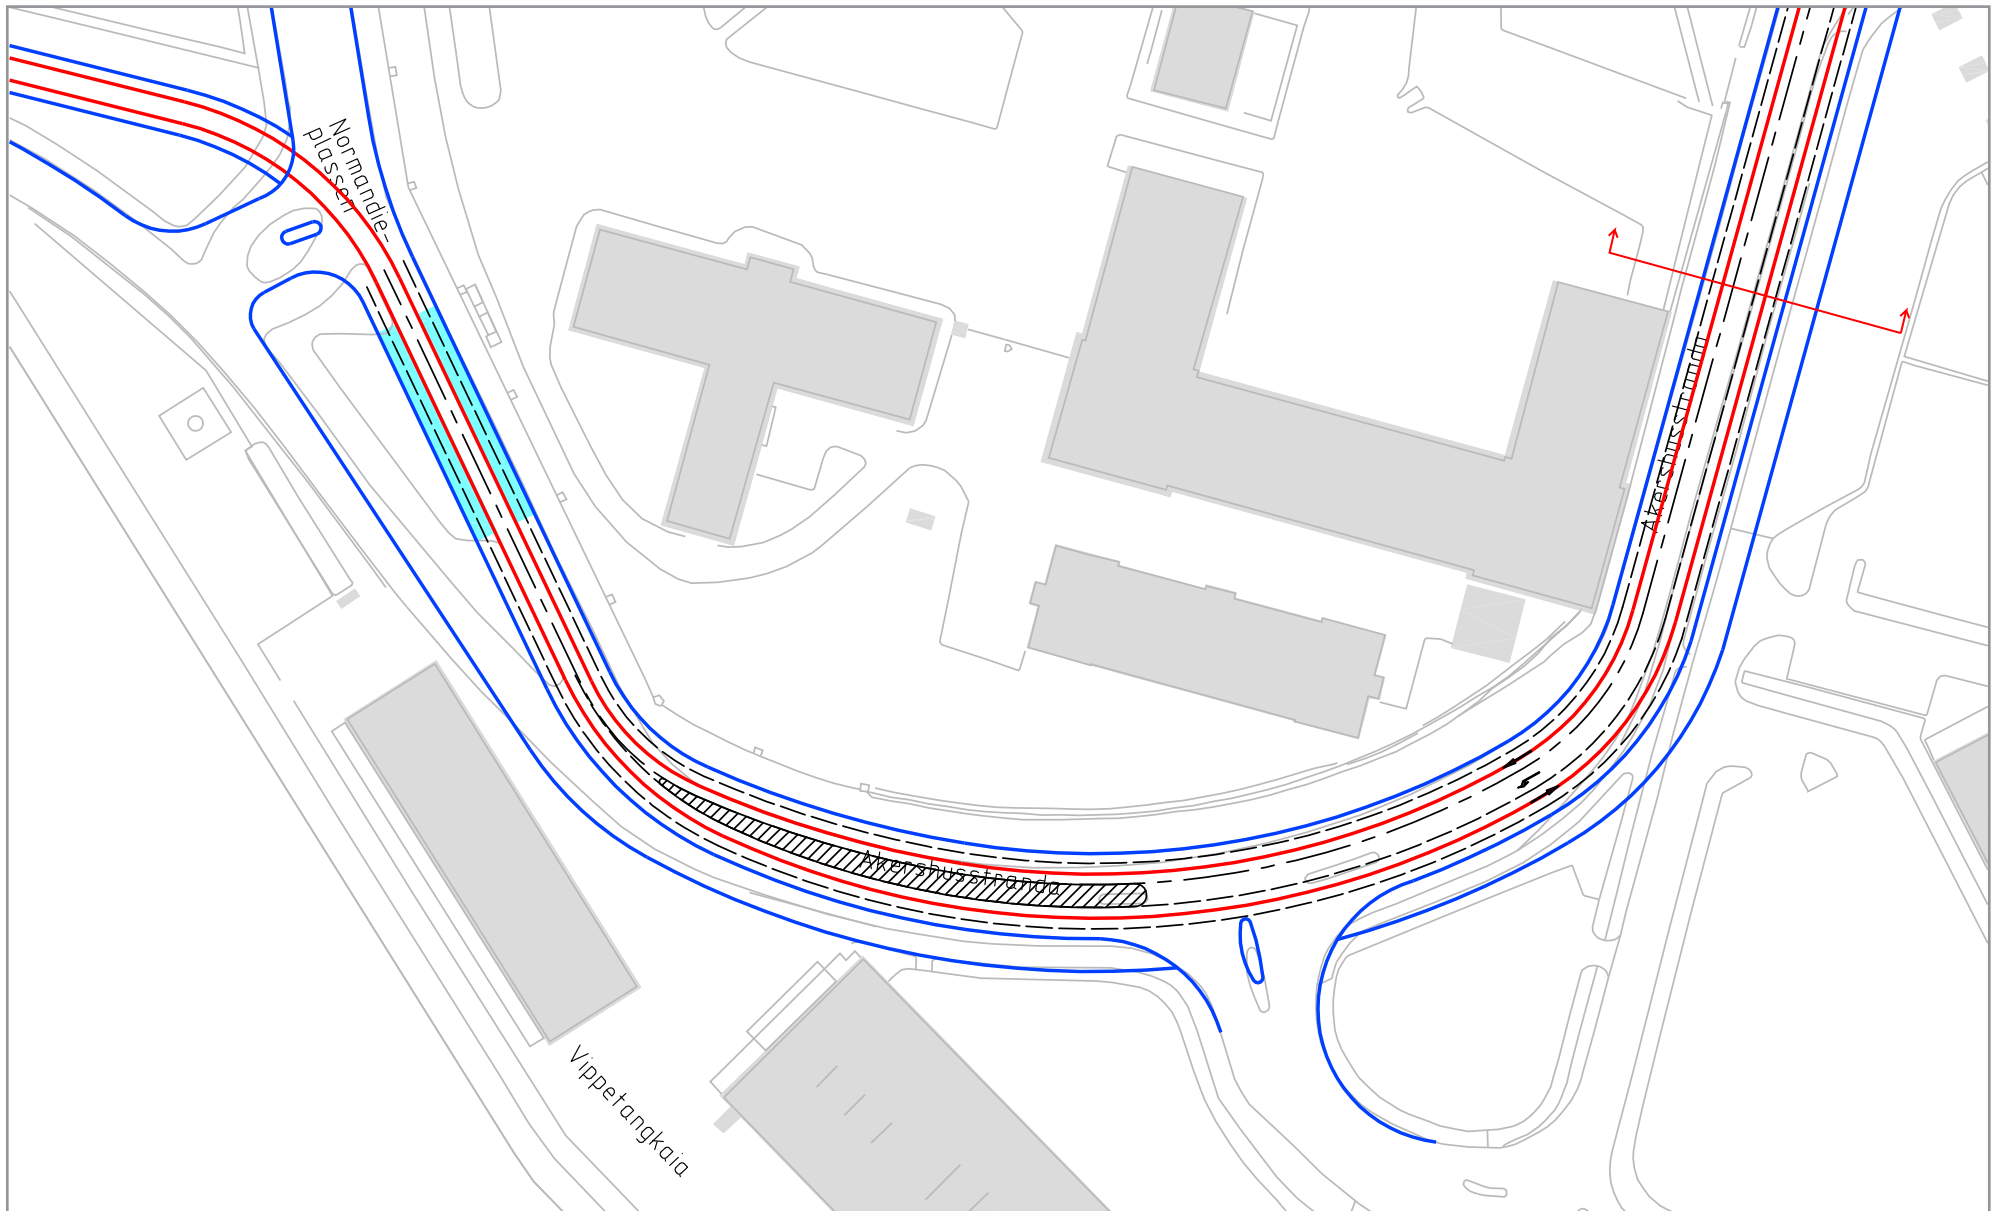 Normandie-
plassen
Akershusstranda
Akershusstranda
Vippetangkaia